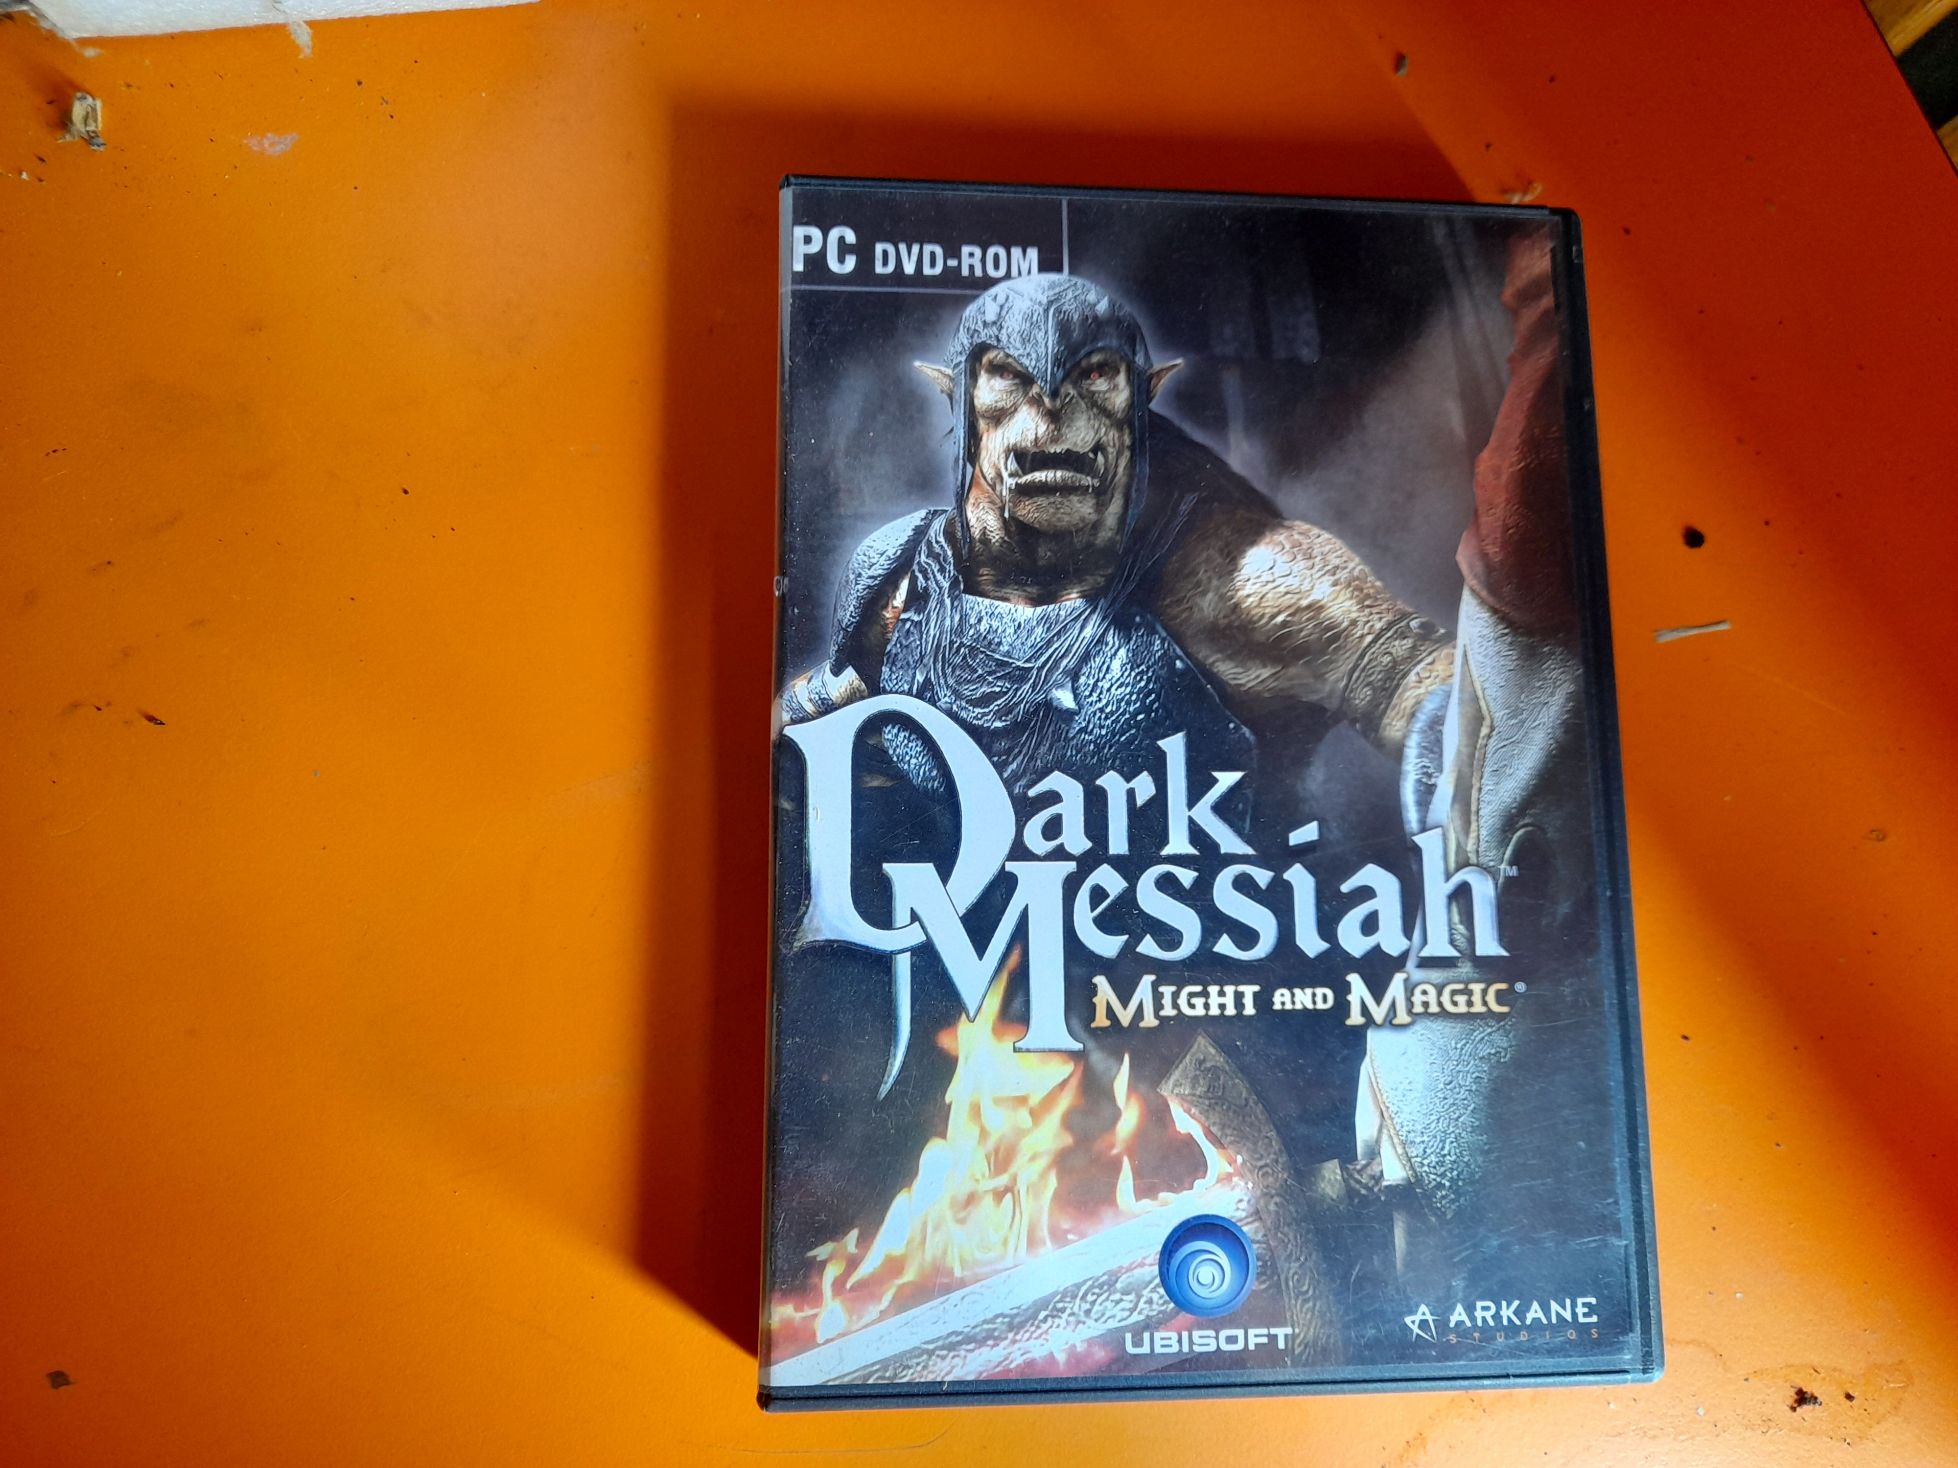 PC DVD-ROM
Dark
Messiah™
MIGHT AND MAGIC®
UBISOFT
ARKANE
STUDIOS